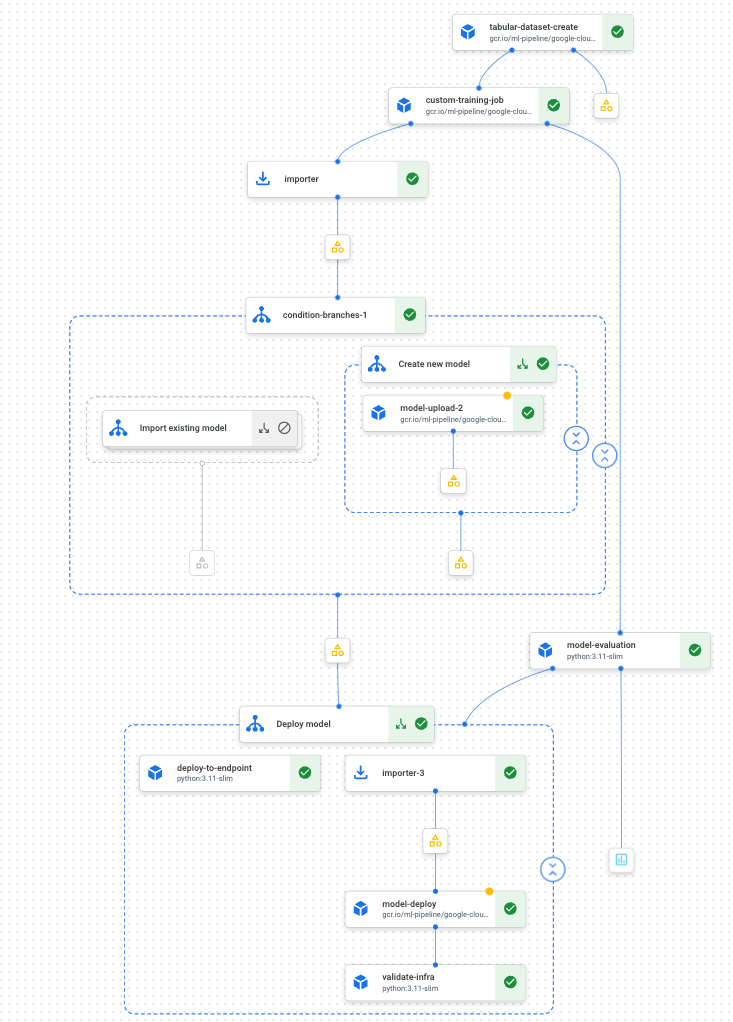 tabular-dataset-create
gcr.io/ml-pipeline/google-clou...
custom-training-job
gcr.io/ml-pipeline/google-clou...
importer
condition-branches-1
Create new model
model-upload-2
gcr.io/ml-pipeline/google-clou...
Import existing model
model-evaluation
python:3.11-slim
Deploy model
deploy-to-endpoint
python:3.11-slim
importer-3
model-deploy
gcr.io/ml-pipeline/google-clou...
validate-infra
python:3.11-slim